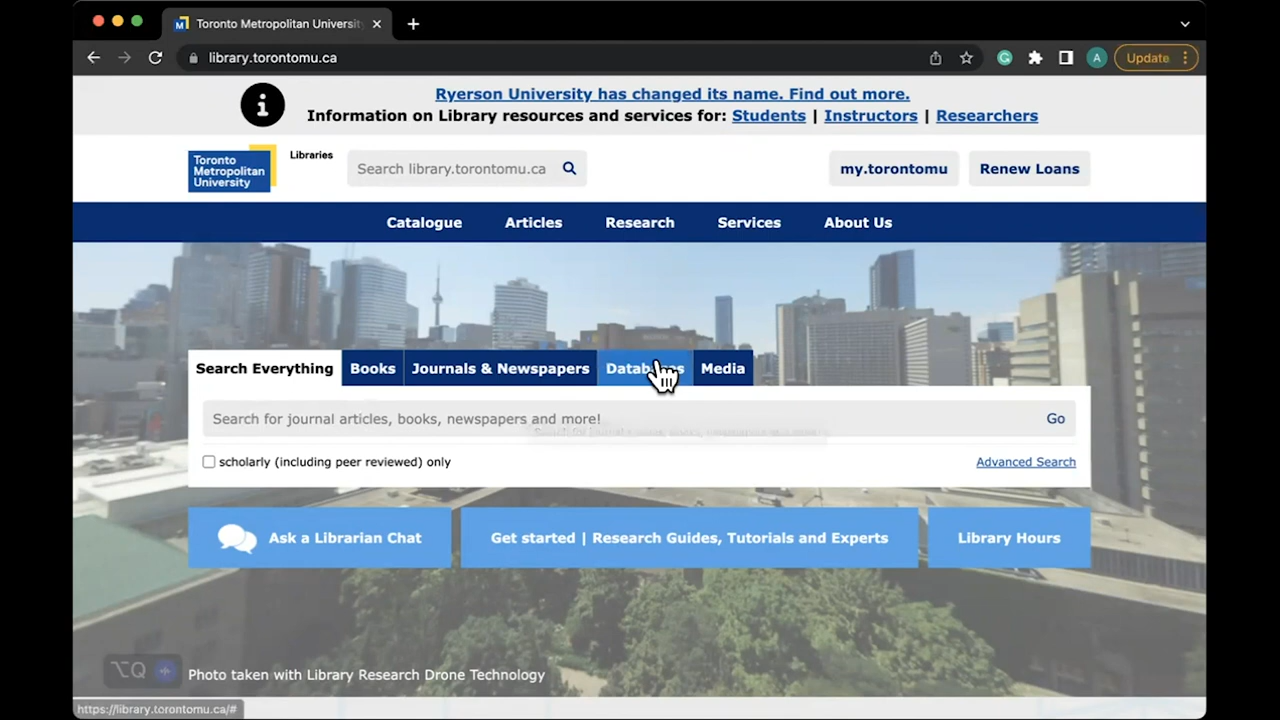 Toronto Metropolitan Universit
library.torontomu.ca
A
Update
Ryerson University has changed its name. Find out more.
Information on Library resources and services for: Students | Instructors | Researchers
Toronto
Metropolitan
University
Libraries
Search library.torontomu.ca
my.torontomu
Renew Loans
Catalogue
Articles
Research
Services
About Us
Search Everything
Books
Journals & Newspapers
Media
Search for journal articles, books, newspapers and more!
Go
scholarly (including peer reviewed) only
Advanced Search
Ask a Librarian Chat
Get started | Research Guides, Tutorials and Experts
Library Hours
⌥Q
Photo taken with Library Research Drone Technology
https://library.torontomu.ca/#